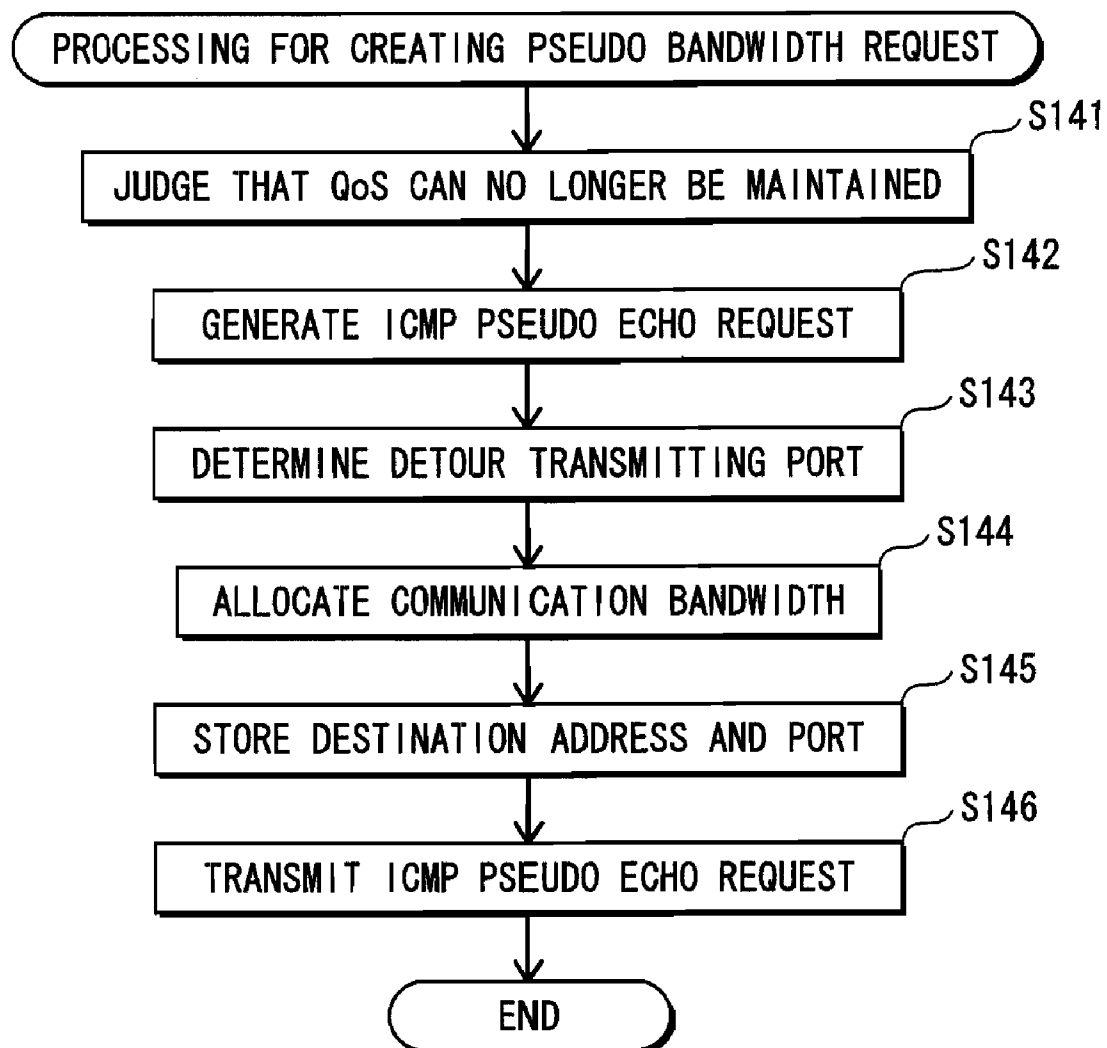 PROCESSING FOR CREATING PSEUDO BANDWIDTH REQUEST
S141
JUDGE THAT QoS CAN NO LONGER BE MAINTAINED
S142
GENERATE ICMP PSEUDO ECHO REQUEST
S143
DETERMINE DETOUR TRANSMITTING PORT
S144
ALLOCATE COMMUNICATION BANDWIDTH
S145
STORE DESTINATION ADDRESS AND PORT
S146
TRANSMIT ICMP PSEUDO ECHO REQUEST
END